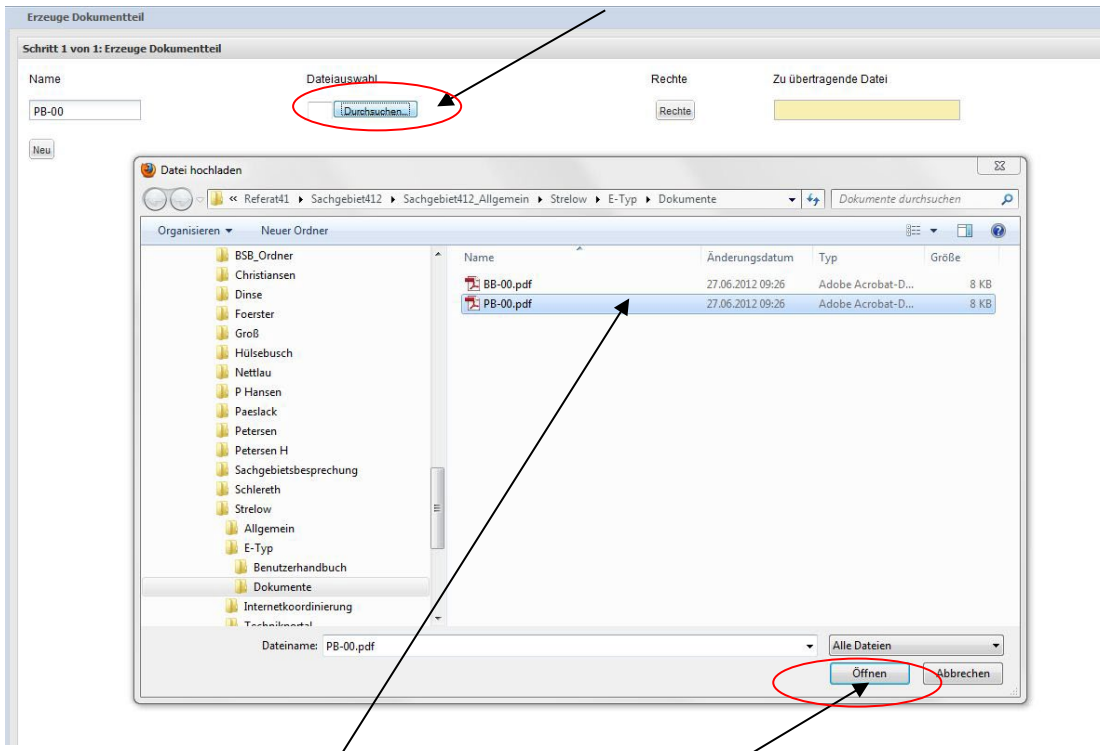 Erzeuge Dokumentteil
Schritt 1 von 1: Erzeuge Dokumentteil
Name Dateiauswahl Rechte Zu übertragende Datei
PB-00 Durchsuchen... Rechte
Neu
Datei hochladen
« Referat41 Sachgebiet412 Sachgebiet412_Allgemein Strelow E-Typ Dokumente Dokumente durchsuchen
Organisieren Neuer Ordner
Name Änderungsdatum Typ Größe
BSB_Ordner
Christiansen
BB-00.pdf 27.06.2012 09:26 Adobe Acrobat-D... 8 KB
Dinse
PB-00.pdf 27.06.2012 09:26 Adobe Acrobat-D... 8 KB
Foerster
Groß
Hülsebusch
Nettlau
P Hansen
Paeslack
Petersen
Petersen H
Sachgebietsbesprechung
Schlereth
Strelow
Allgemein
E-Typ
Benutzerhandbuch
Dokumente
Internetkoordinierung
Technikportal
Dateiname: PB-00.pdf Alle Dateien
Öffnen Abbrechen